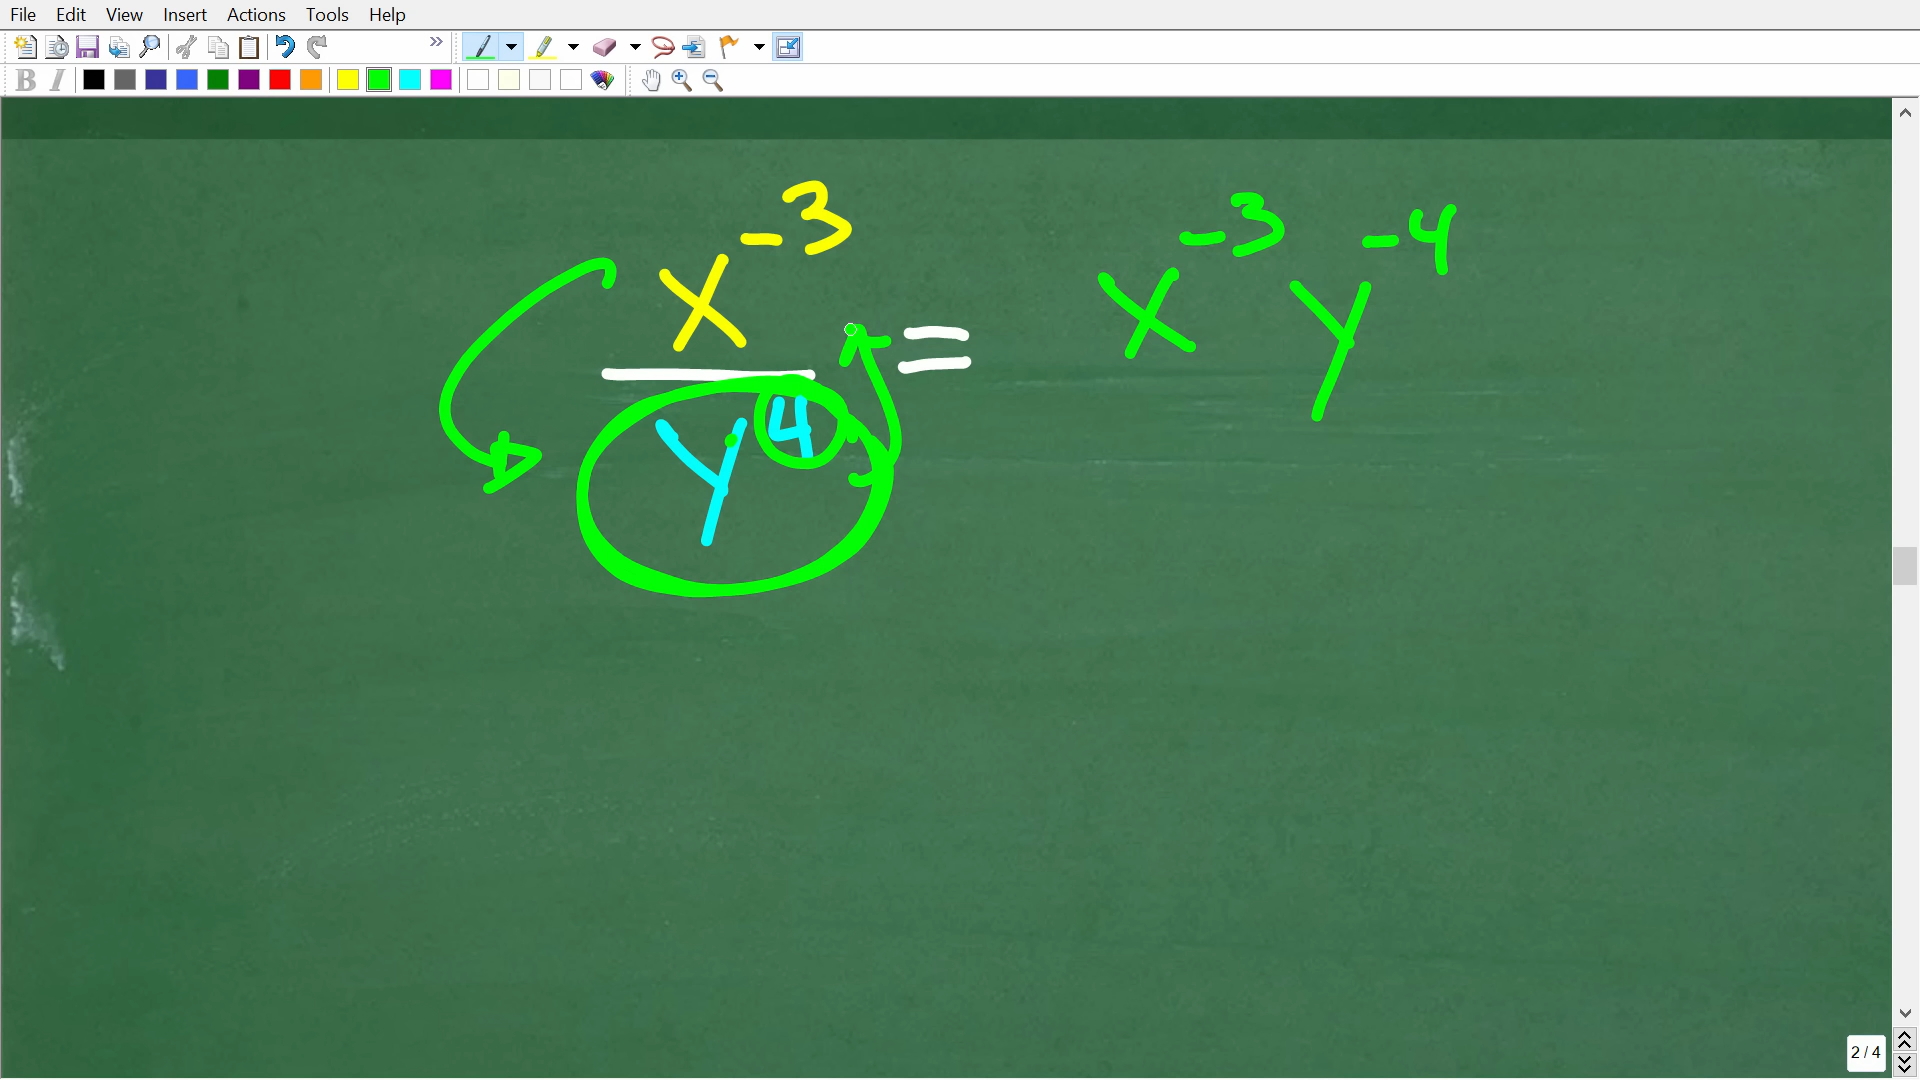 File Edit View Insert Actions Tools Help
B I
x^-3 / y^4 = x^-3 y^-4
2 / 4